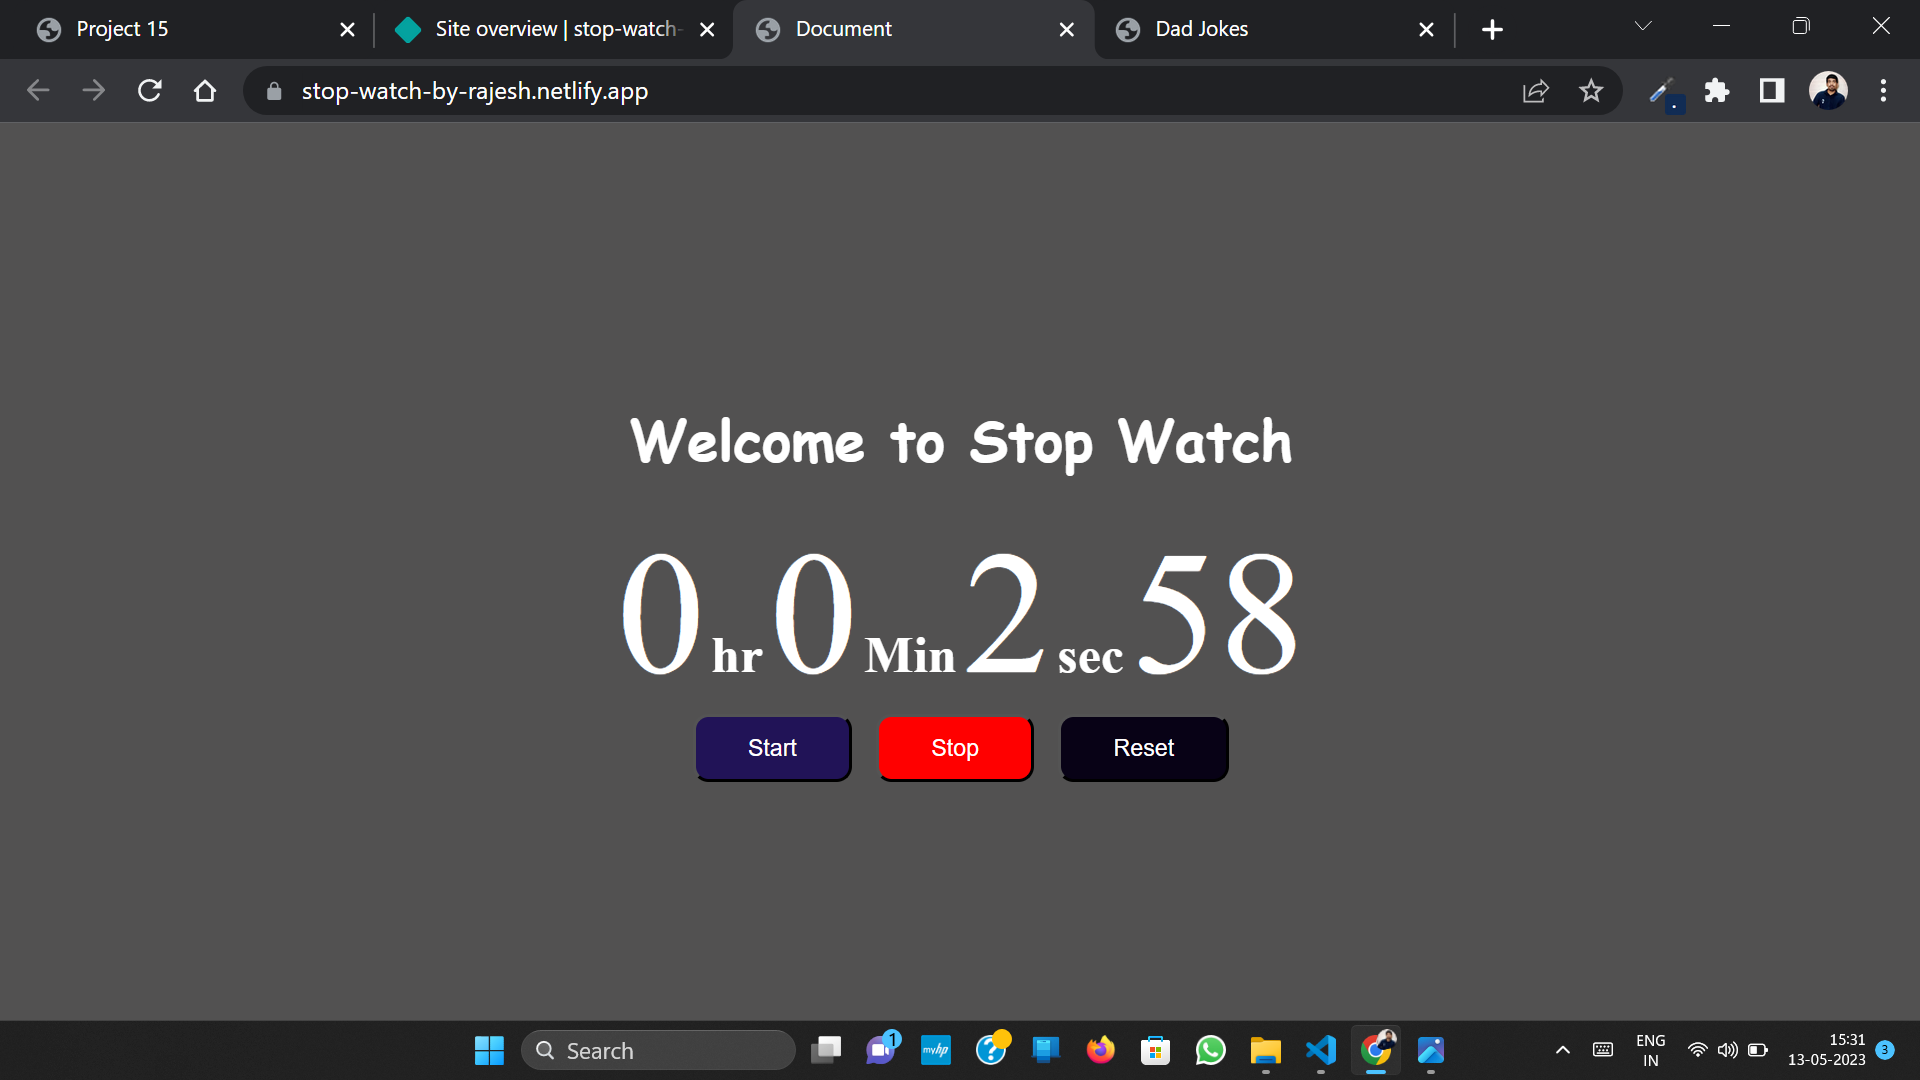 Project 15
Site overview | stop-watch-
Document
Dad Jokes
stop-watch-by-rajesh.netlify.app
Welcome to Stop Watch
0 hr 0 Min 2 sec 58
Start Stop Reset
Search
1
myhp
ENG
IN
15:31
13-05-2023
3